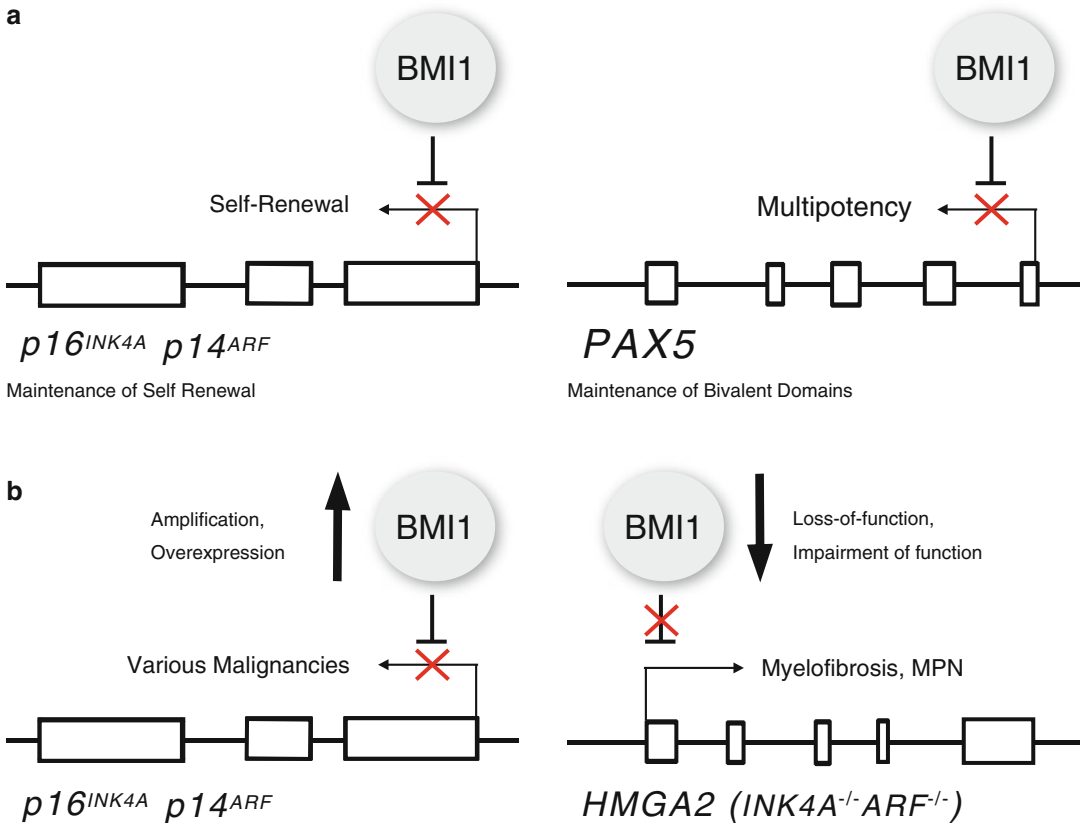 a
BMI1
Self-Renewal
p16INK4A p14ARF
Maintenance of Self Renewal
BMI1
Multipotency
PAX5
Maintenance of Bivalent Domains
b
Amplification,
Overexpression
BMI1
Various Malignancies
p16INK4A p14ARF
BMI1
Loss-of-function,
Impairment of function
Myelofibrosis, MPN
HMGA2 (INK4A-/-ARF-/-)